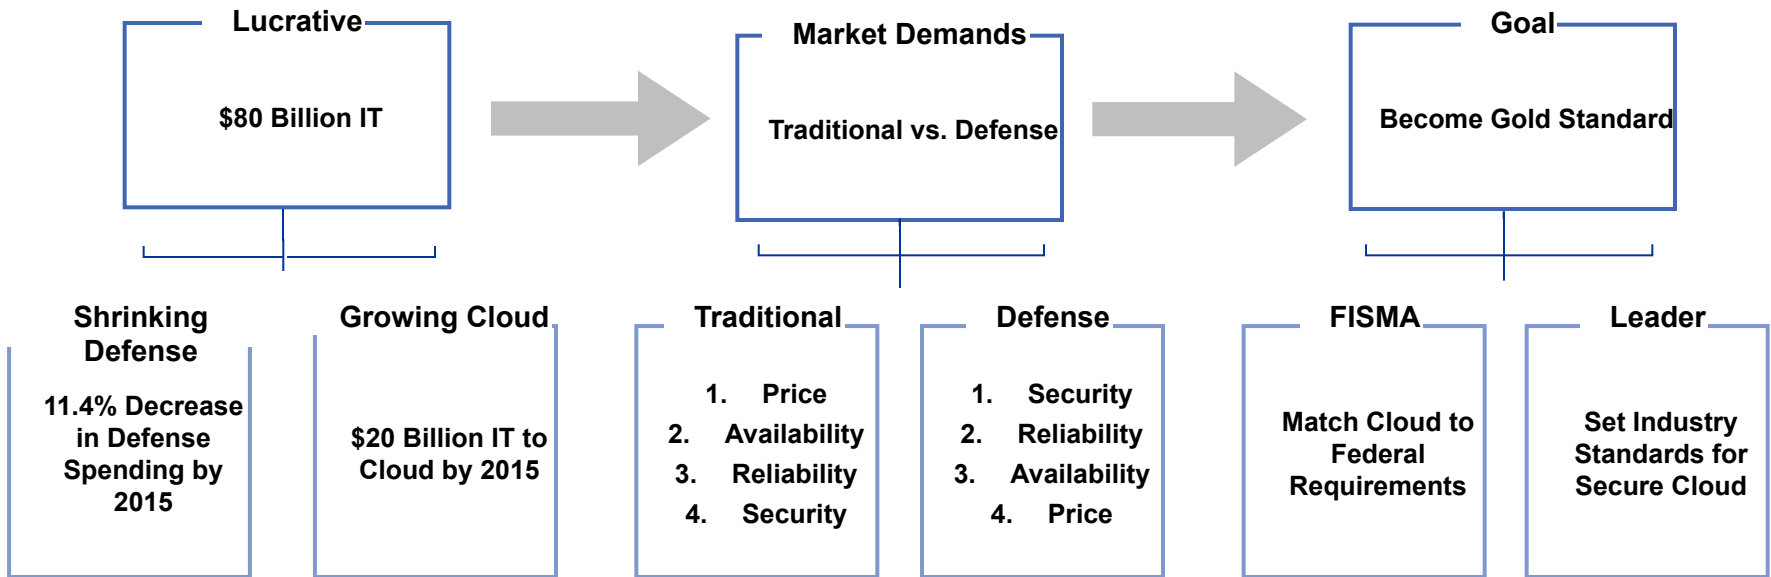 Lucrative
$80 Billion IT
Market Demands
Traditional vs. Defense
Goal
Become Gold Standard
Shrinking
Defense
11.4% Decrease
in Defense
Spending by
2015
Growing Cloud
$20 Billion IT to
Cloud by 2015
Traditional
1. Price
2. Availability
3. Reliability
4. Security
Defense
1. Security
2. Reliability
3. Availability
4. Price
FISMA
Match Cloud to
Federal
Requirements
Leader
Set Industry
Standards for
Secure Cloud